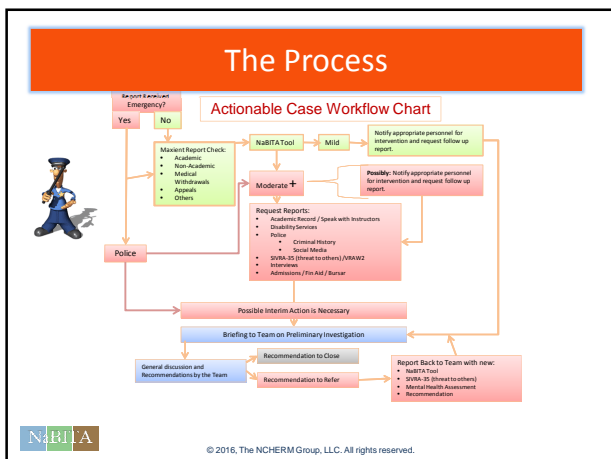 The Process
Report Received
Emergency?
Actionable Case Workflow Chart
Yes
No
Maxient Report Check:
• Academic
• Non-Academic
• Medical
Withdrawals
• Appeals
• Others
NaBITA Tool
Mild
Notify appropriate personnel for
intervention and request follow up
report.
Moderate +
Possibly: Notify appropriate personnel
for intervention and request follow up
report.
Request Reports:
• Academic Record / Speak with Instructors
• Disability Services
• Police
• Criminal History
• Social Media
• SIVRA-35 (threat to others) /VRAW2
• Interviews
• Admissions / Fin Aid / Bursar
Police
Possible Interim Action is Necessary
Briefing to Team on Preliminary Investigation
General discussion and
Recommendations by the Team
Recommendation to Close
Recommendation to Refer
Report Back to Team with new:
• NaBITA Tool
• SIVRA-35 (threat to others)
• Mental Health Assessment
• Recommendation
NaBITA
© 2016, The NCHERM Group, LLC. All rights reserved.